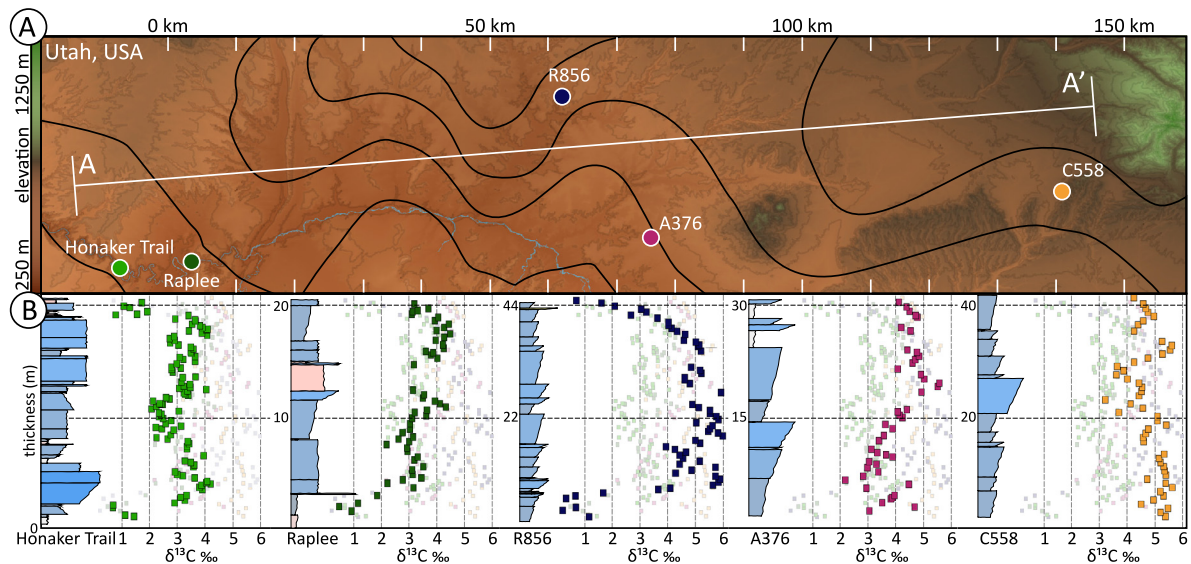 A
0 km
50 km
100 km
150 km
Utah, USA
R856
A’
A
C558
A376
Honaker Trail
Raplee
1250 m
elevation
250 m
B
20
44
30
40
10
22
15
20
0
thickness (m)
Honaker Trail 1 2 3 4 5 6
Raplee 1 2 3 4 5 6
R856 1 2 3 4 5 6
A376 1 2 3 4 5 6
C558 1 2 3 4 5 6
δ¹³C ‰
δ¹³C ‰
δ¹³C ‰
δ¹³C ‰
δ¹³C ‰